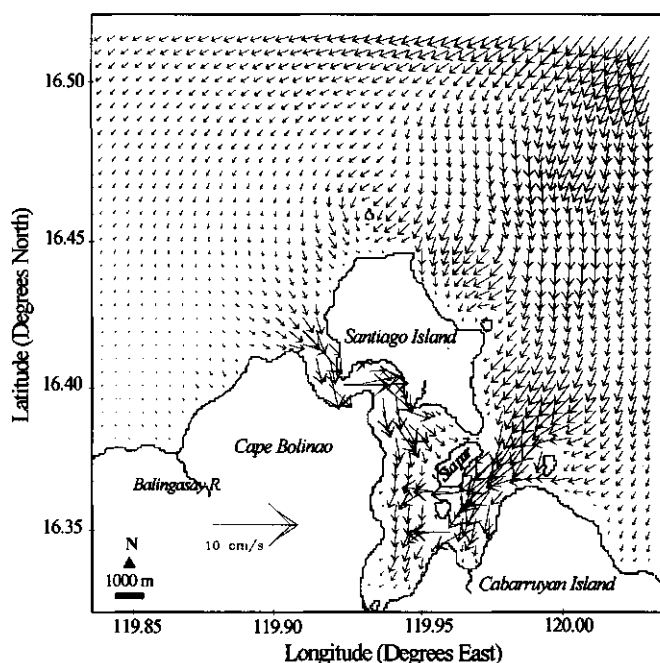 16.50
16.45
16.40
16.35
Latitude (Degrees North)
Santiago Island
Cape Bolinao
Balingasay R.
10 cm/s
N
1000 m
Cabarruyan Island
119.85
119.90
119.95
120.00
Longitude (Degrees East)